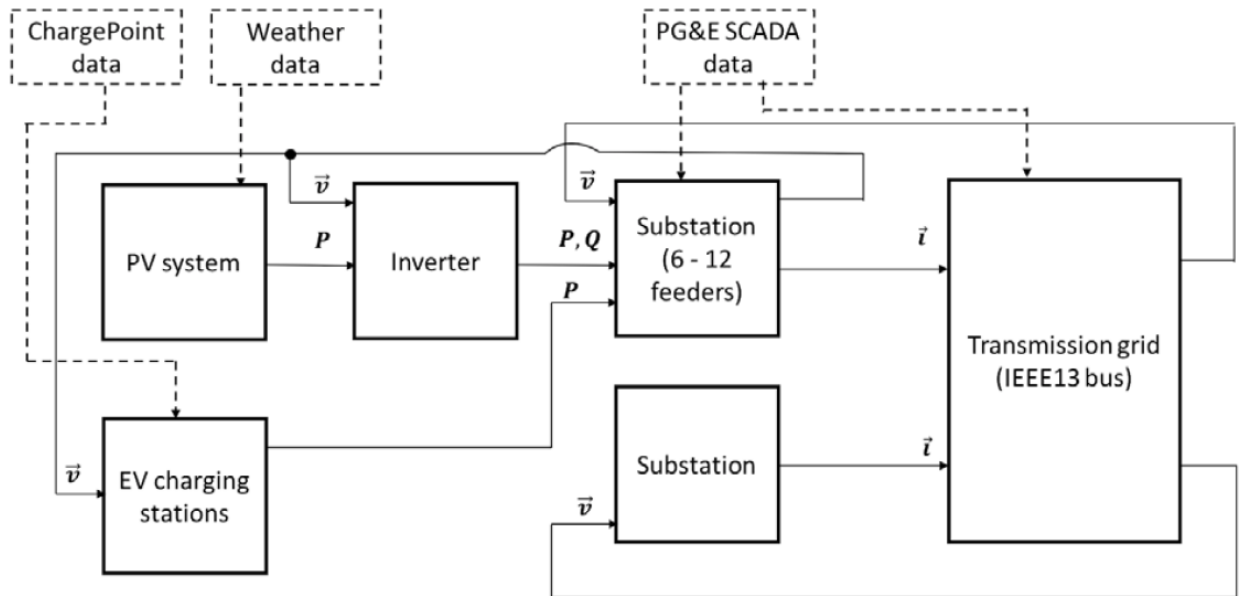 ChargePoint
data
Weather
data
PG&E SCADA
data
v⃗
v⃗
PV system
P
Inverter
P, Q
P
Substation
(6 - 12
feeders)
i⃗
Transmission grid
(IEEE13 bus)
v⃗
EV charging
stations
Substation
i⃗
v⃗